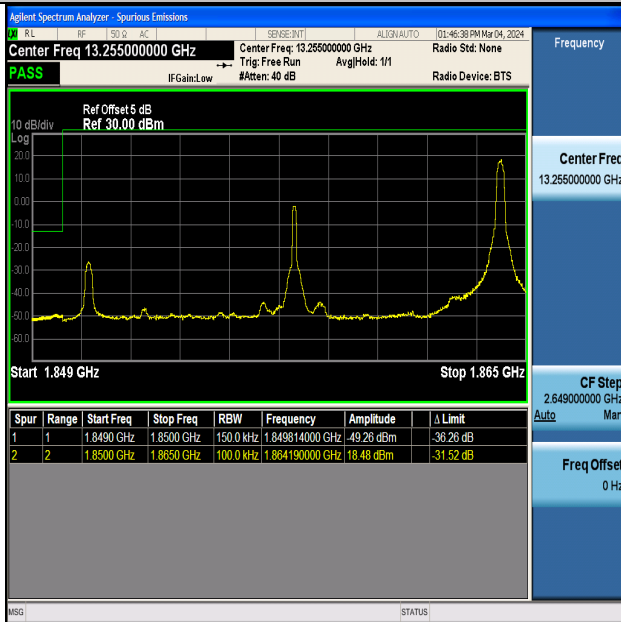 Agilent Spectrum Analyzer - Spurious Emissions
RL RF 50 Ω AC SENSE:INT ALIGNAUTO 01:46:38 PM Mar 04, 2024
Center Freq 13.255000000 GHz
Center Freq: 13.255000000 GHz Radio Std: None
Trig: Free Run Avg|Hold: 1/1
PASS IFGain:Low #Atten: 40 dB Radio Device: BTS
Ref Offset 5 dB
10 dB/div Ref 30.00 dBm
Log
20.0
10.0
0.00
-10.0
-20.0
-30.0
-40.0
-50.0
-60.0
Start 1.849 GHz Stop 1.865 GHz
Spur Range Start Freq Stop Freq RBW Frequency Amplitude Δ Limit
1 1 1.8490 GHz 1.8500 GHz 150.0 kHz 1.849814000 GHz -49.26 dBm -36.26 dB
2 2 1.8500 GHz 1.8650 GHz 100.0 kHz 1.864190000 GHz 18.48 dBm -31.52 dB
Frequency
Center Freq
13.255000000 GHz
CF Step
2.649000000 GHz
Auto Man
Freq Offset
0 Hz
MSG STATUS